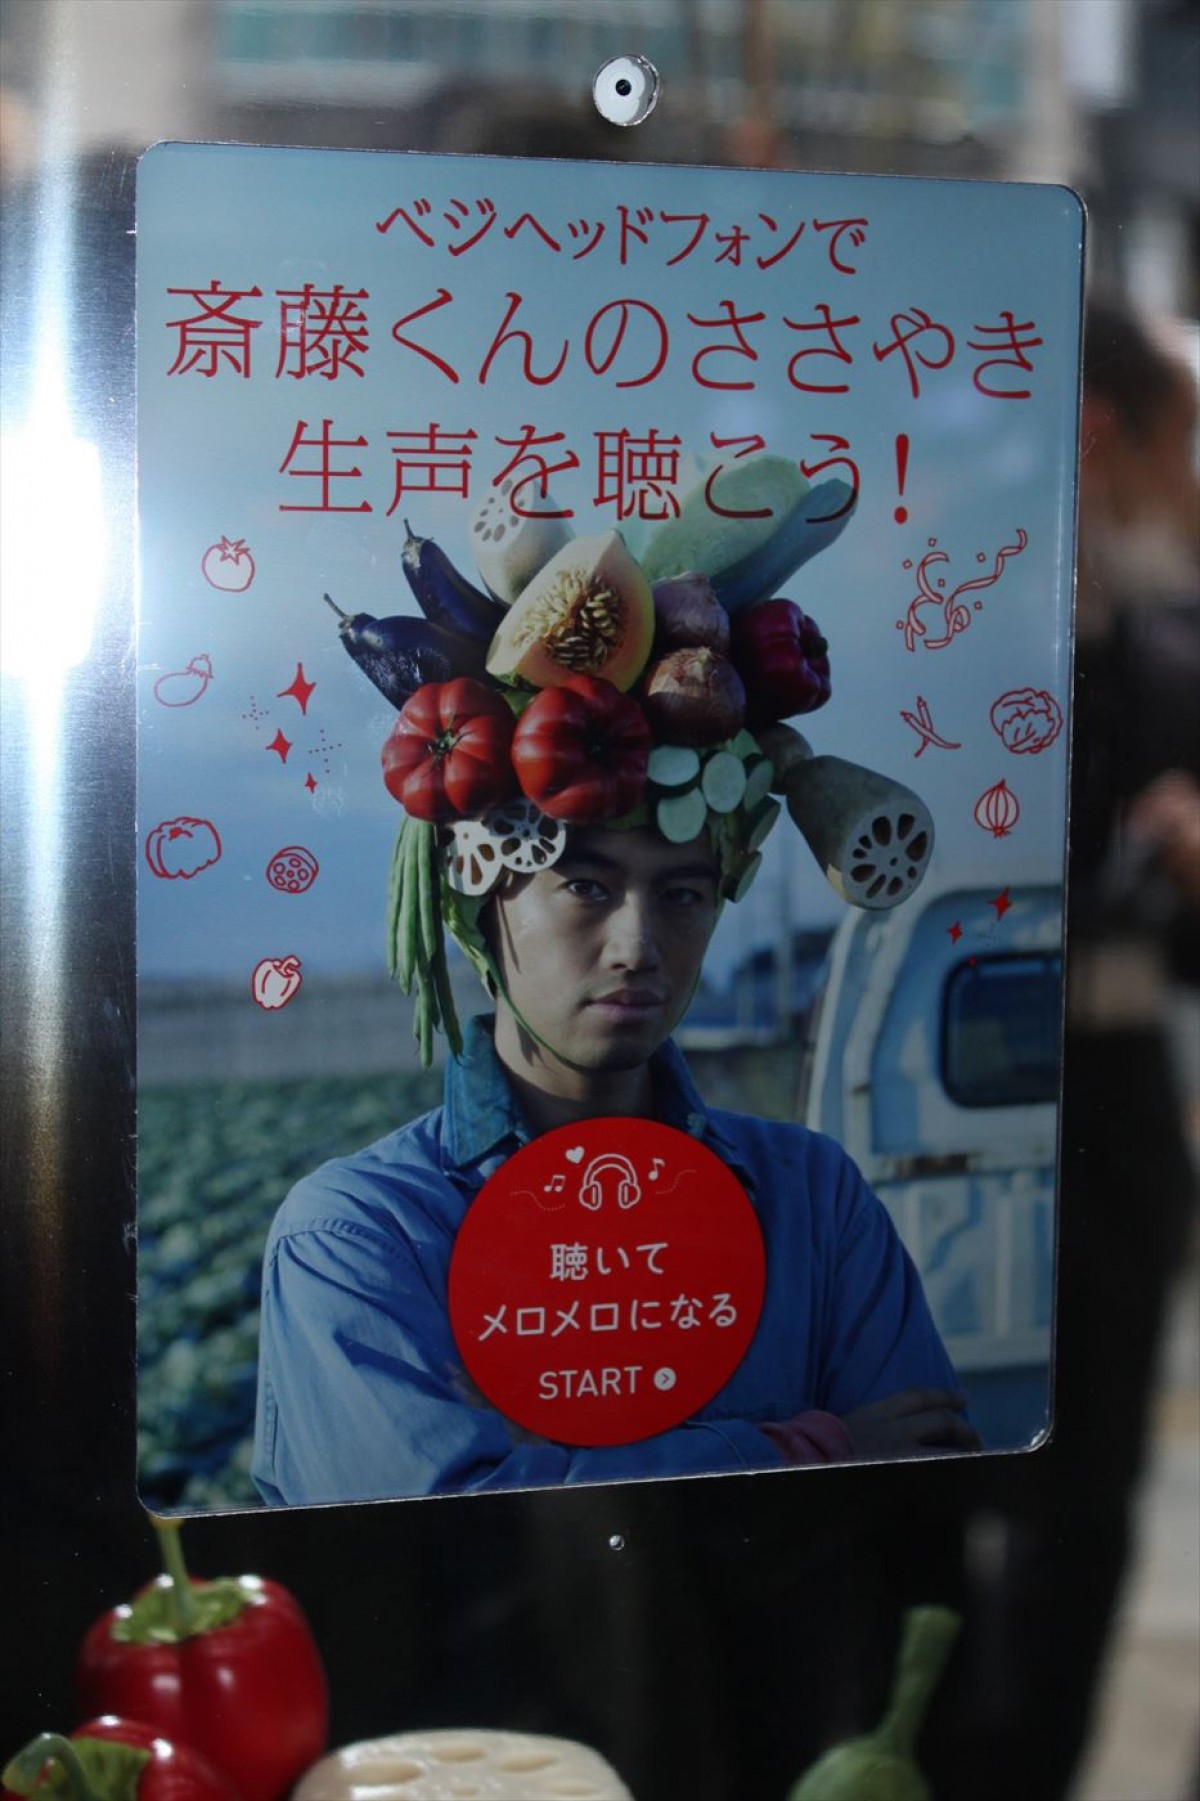 ベジヘッドフォンで
斎藤くんのささやき
生声を聴こう!
聴いて
メロメロになる
START